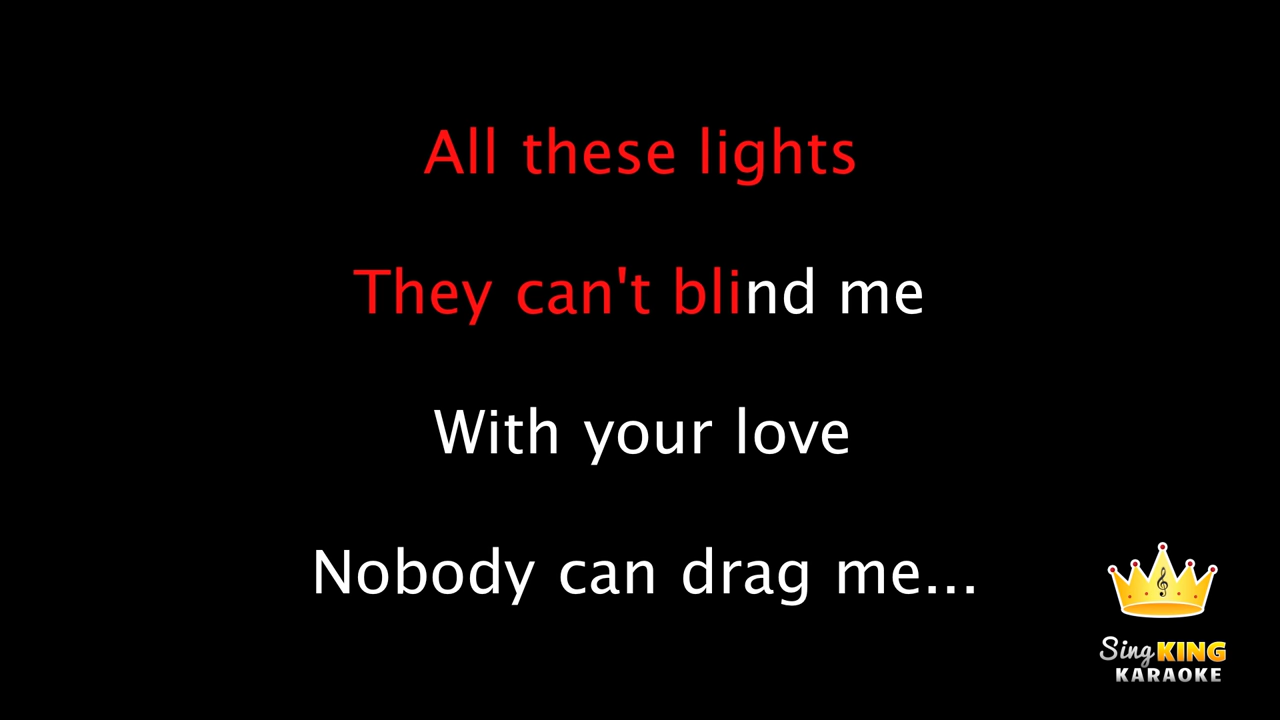 All these lights
They can't blind me
With your love
Nobody can drag me...
Sing KING
KARAOKE